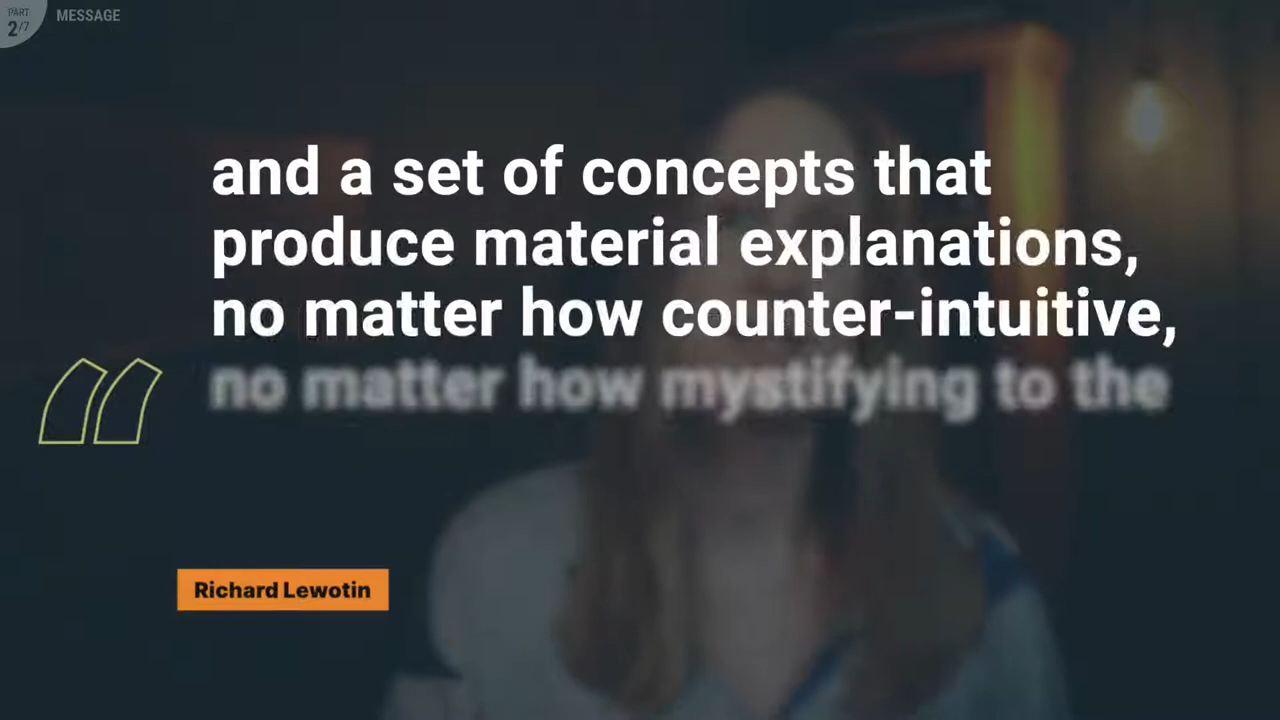 PART
2/7
MESSAGE
and a set of concepts that
produce material explanations,
no matter how counter-intuitive,
no matter how mystifying to the
Richard Lewotin